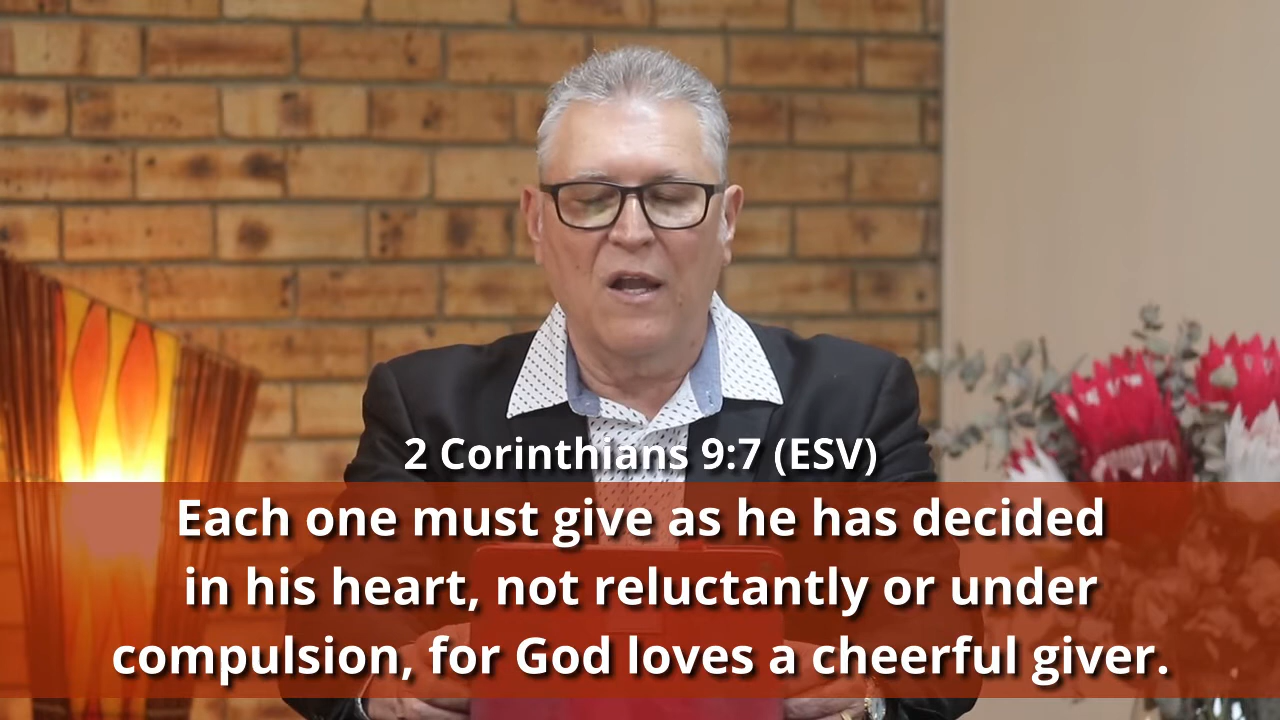 2 Corinthians 9:7 (ESV)
Each one must give as he has decided
in his heart, not reluctantly or under
compulsion, for God loves a cheerful giver.